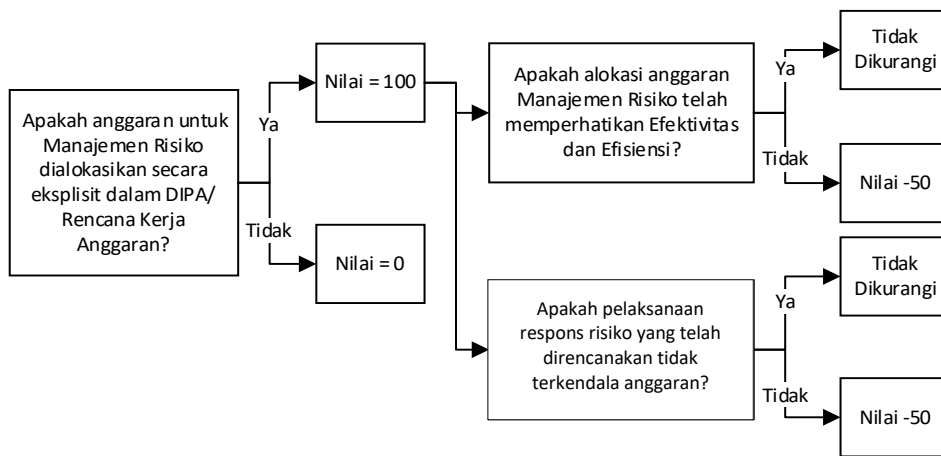 Apakah anggaran untuk
Manajemen Risiko
dialokasikan secara
eksplisit dalam DIPA/
Rencana Kerja
Anggaran?
Ya
Tidak
Nilai = 100
Nilai = 0
Apakah alokasi anggaran
Manajemen Risiko telah
memperhatikan Efektivitas
dan Efisiensi?
Ya
Tidak
Tidak
Dikurangi
Nilai -50
Apakah pelaksanaan
respons risiko yang telah
direncanakan tidak
terkendala anggaran?
Ya
Tidak
Tidak
Dikurangi
Nilai -50